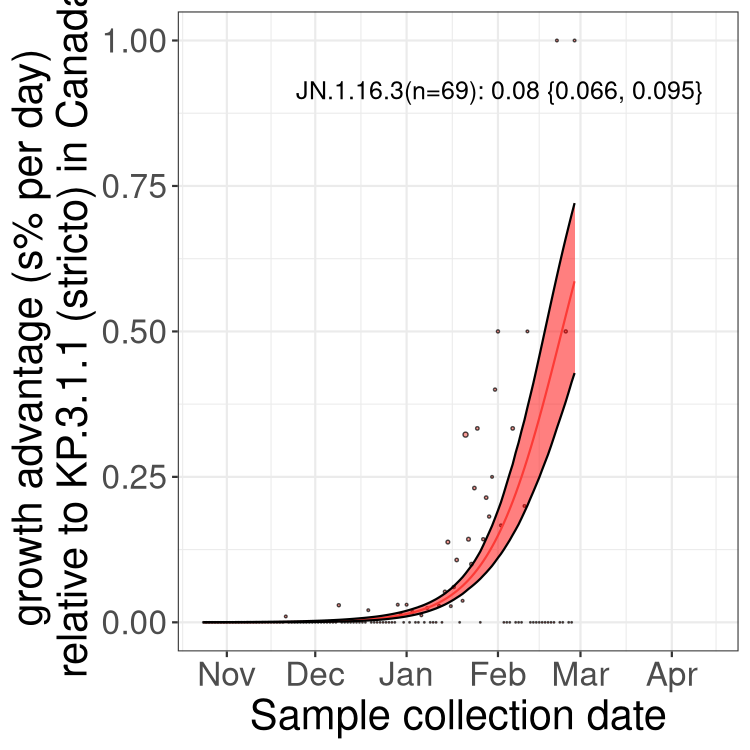 growth advantage (s% per day)
relative to KP.3.1.1 (stricto) in Canada
1.00
0.75
0.50
0.25
0.00
JN.1.16.3(n=69): 0.08 {0.066, 0.095}
Nov Dec Jan Feb Mar Apr
Sample collection date